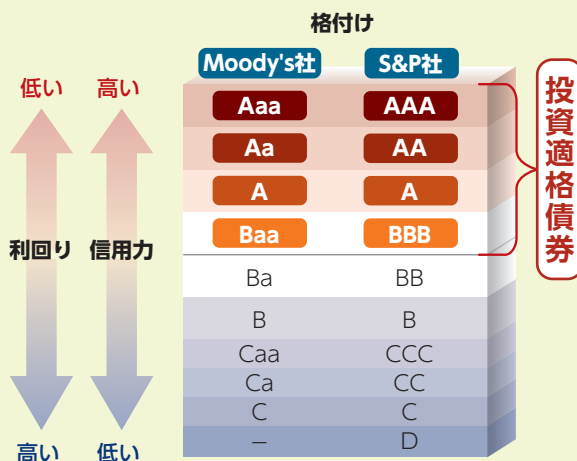 格付け
Moody's社 S&P社
低い 高い
Aaa AAA
Aa AA
A A
Baa BBB
投資適格債券
利回り 信用力
Ba BB
B B
Caa CCC
Ca CC
C C
– D
高い 低い